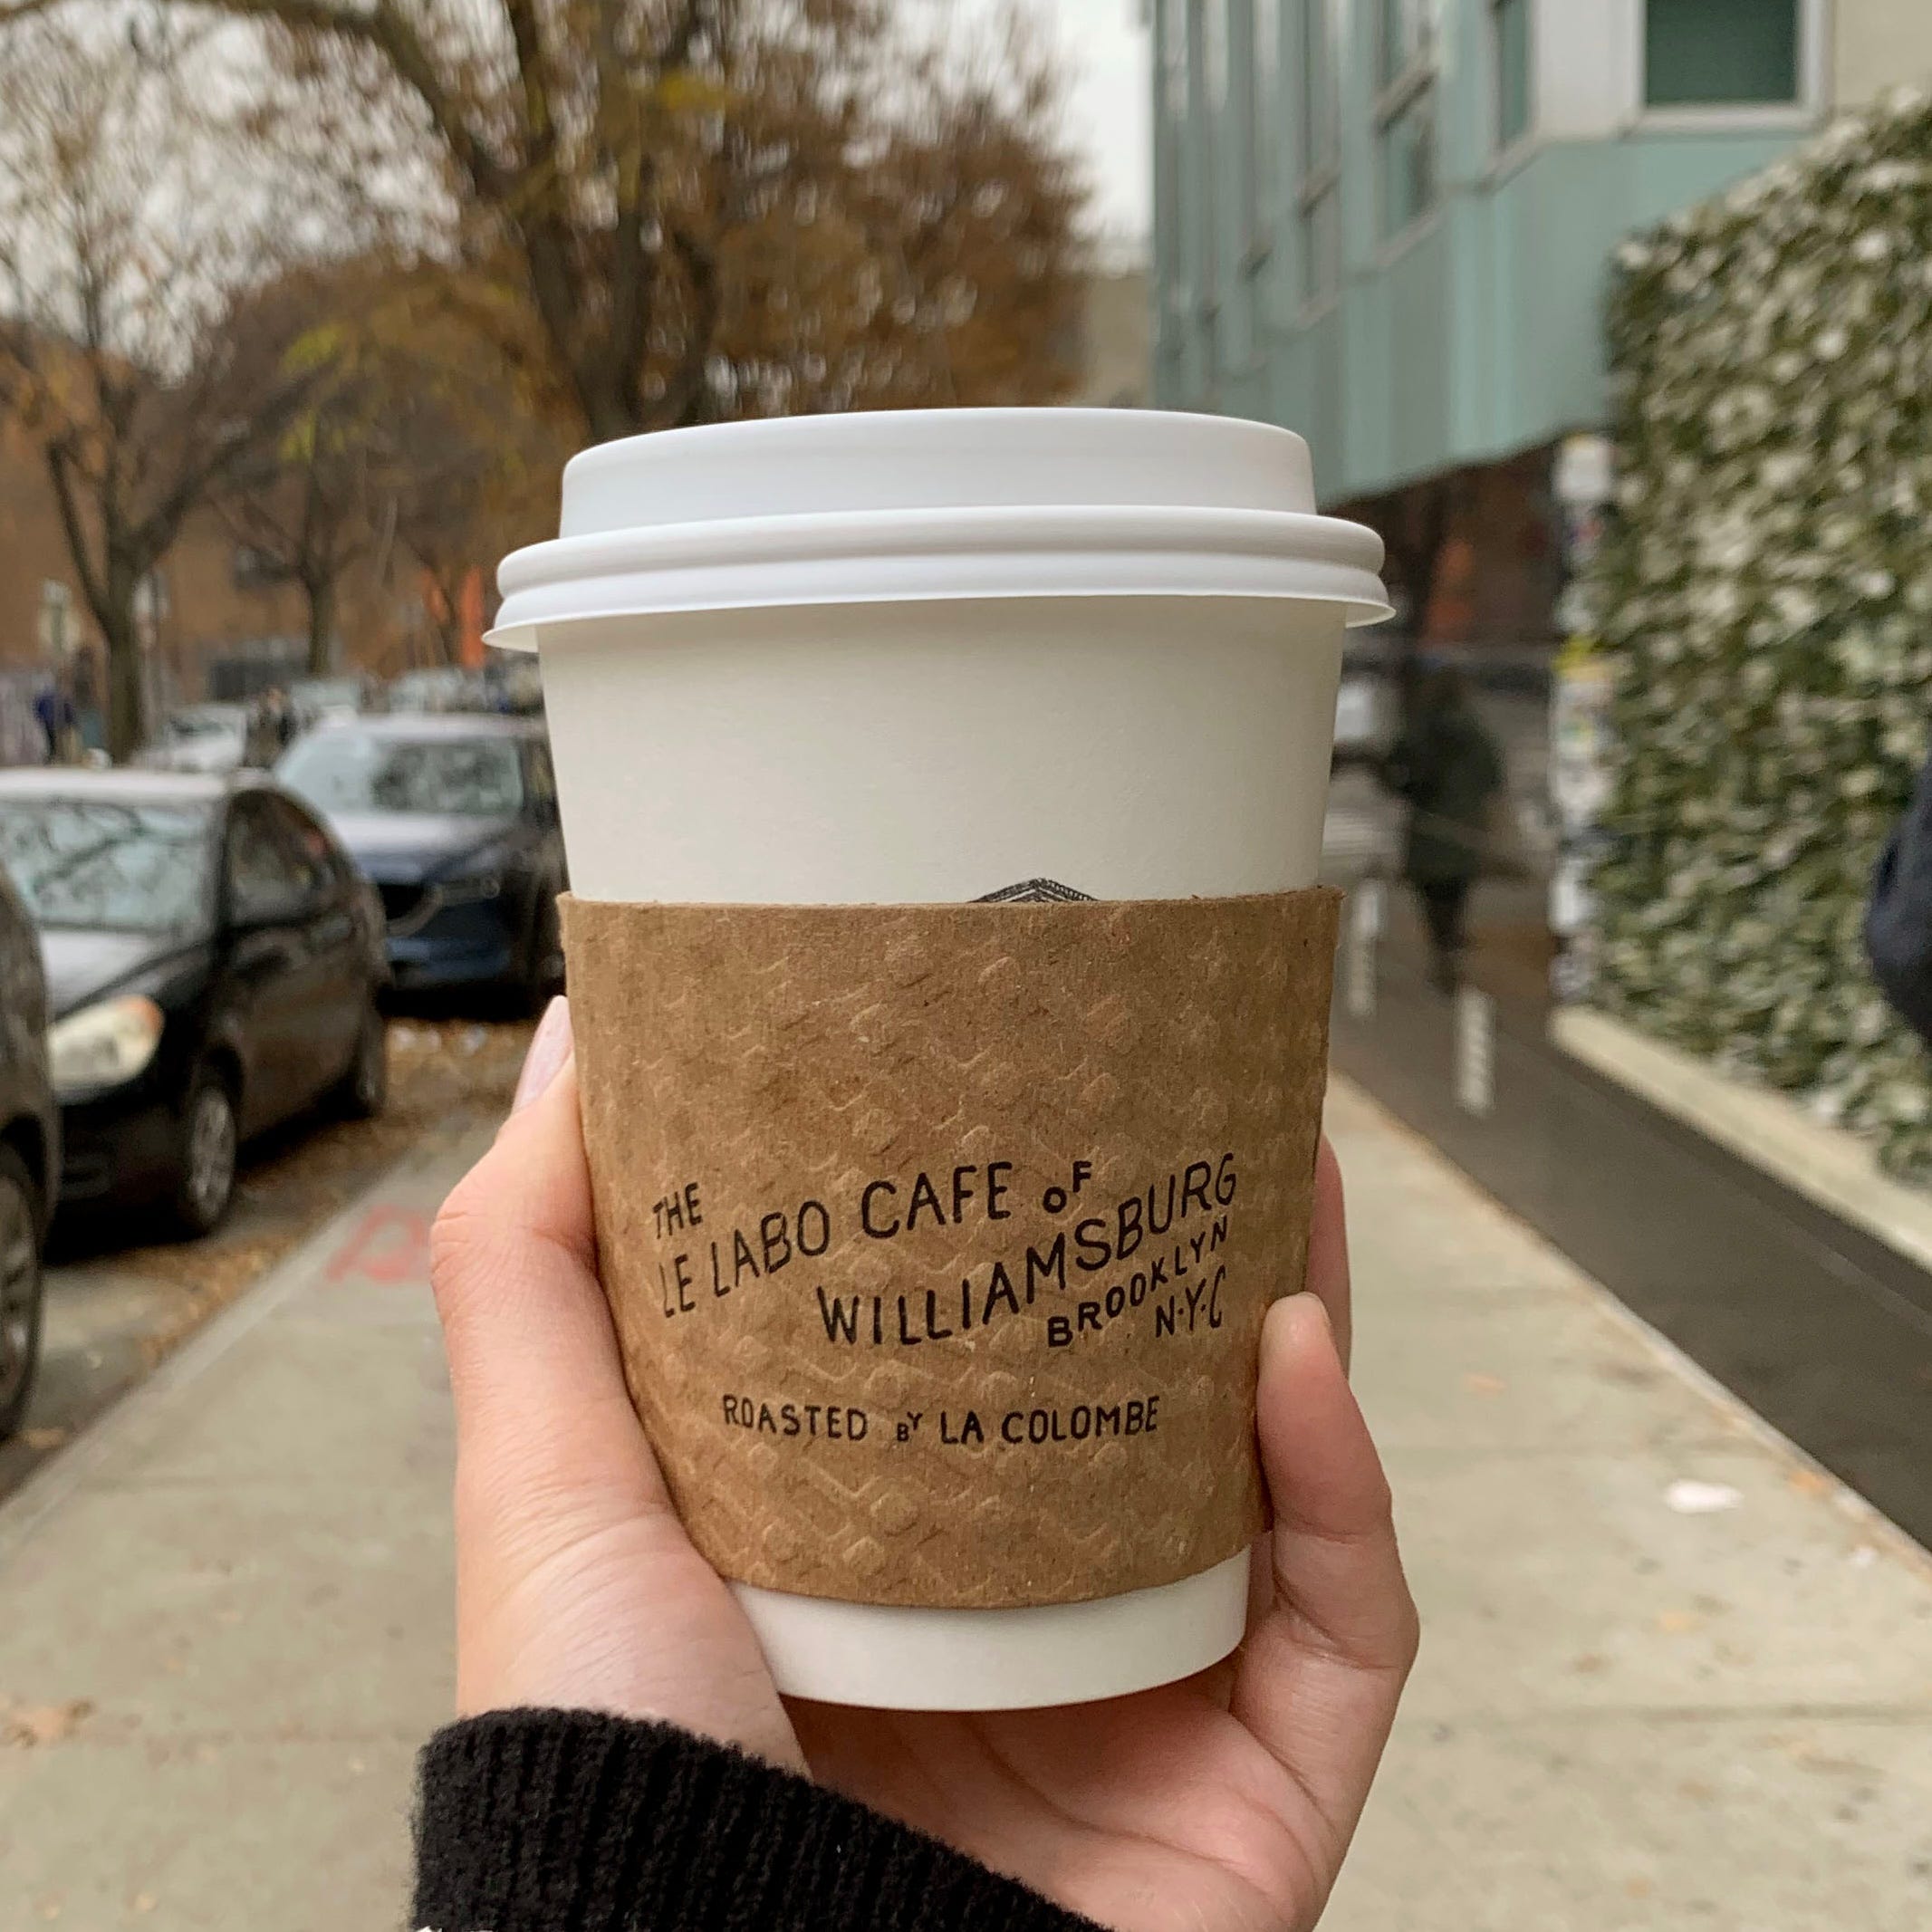 THE
LE LABO CAFE OF
WILLIAMSBURG
BROOKLYN
N·Y·C
ROASTED BY LA COLOMBE